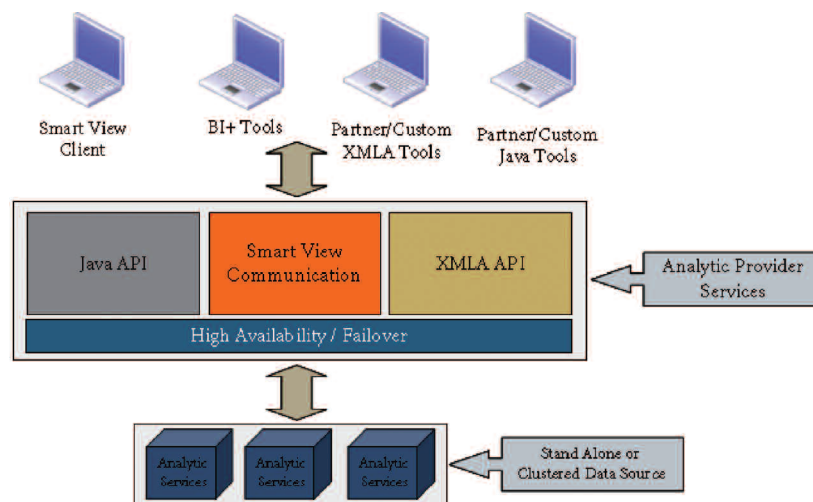 Smart View
Client
BI+ Tools
Partner/Custom
XMLA Tools
Partner/Custom
Java Tools
Java API
Smart View
Communication
XMLA API
High Availability / Failover
Analytic Provider
Services
Analytic
Services
Analytic
Services
Analytic
Services
Stand Alone or
Clustered Data Source